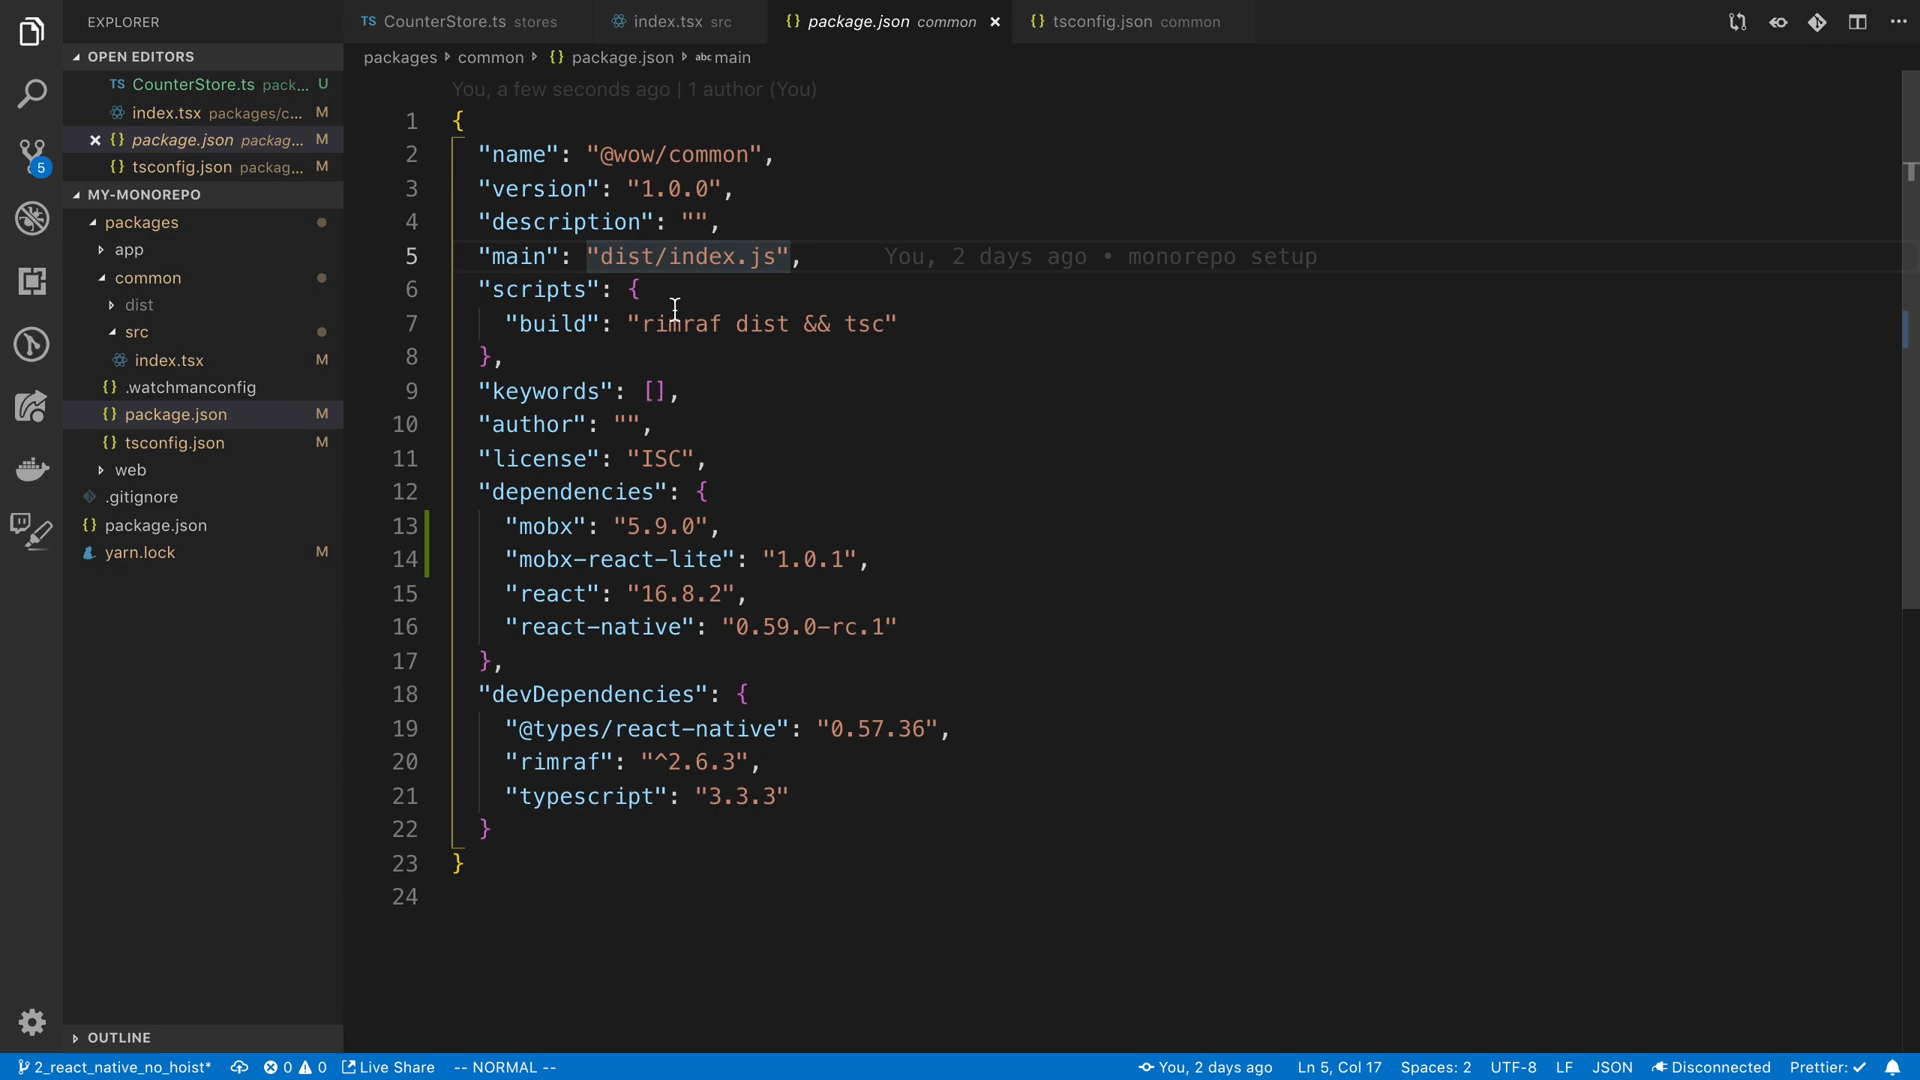 EXPLORER
OPEN EDITORS
TS CounterStore.ts pack... U
index.tsx packages/c... M
{} package.json packag... M
{} tsconfig.json packag... M
MY-MONOREPO
packages
app
common
dist
src
index.tsx M
{} .watchmanconfig
{} package.json M
{} tsconfig.json M
web
.gitignore
{} package.json
yarn.lock M
OUTLINE
5
TS CounterStore.ts stores
index.tsx src
{} package.json common
{} tsconfig.json common
packages common {} package.json abc main
You, a few seconds ago | 1 author (You)
1 {
2 "name": "@wow/common",
3 "version": "1.0.0",
4 "description": "",
5 "main": "dist/index.js", You, 2 days ago • monorepo setup
6 "scripts": {
7 "build": "rimraf dist && tsc"
8 },
9 "keywords": [],
10 "author": "",
11 "license": "ISC",
12 "dependencies": {
13 "mobx": "5.9.0",
14 "mobx-react-lite": "1.0.1",
15 "react": "16.8.2",
16 "react-native": "0.59.0-rc.1"
17 },
18 "devDependencies": {
19 "@types/react-native": "0.57.36",
20 "rimraf": "^2.6.3",
21 "typescript": "3.3.3"
22 }
23 }
24
2_react_native_no_hoist* 0 0 Live Share -- NORMAL -- You, 2 days ago Ln 5, Col 17 Spaces: 2 UTF-8 LF JSON Disconnected Prettier: ✓